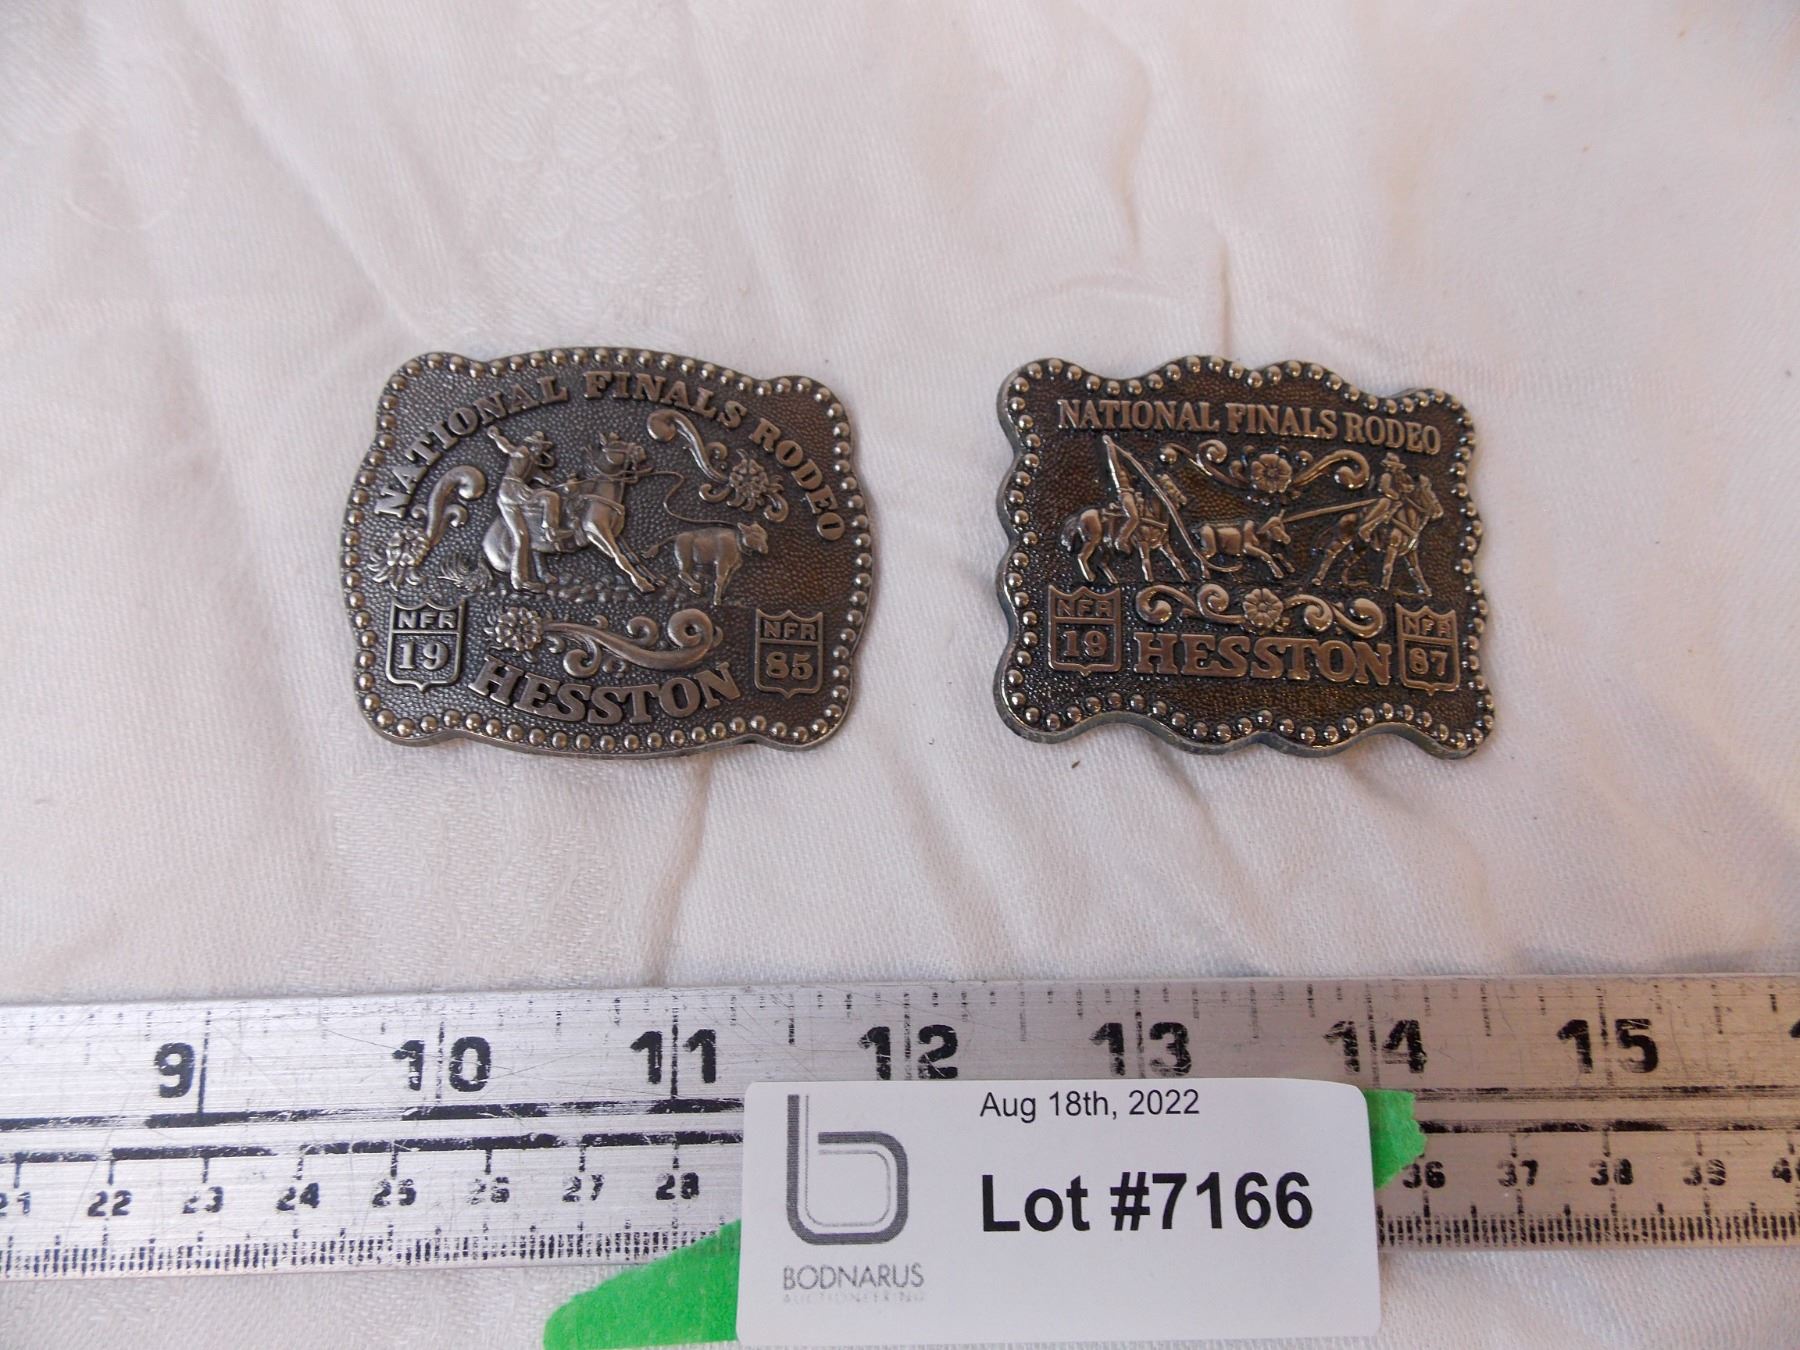 NATIONAL FINALS RODEO
NFR
19
HESSTON
NFR
85
NATIONAL FINALS RODEO
NFR
19
HESSTON
NFR
87
9 10 11 12 13 14 15
21 22 23 24 25 26 27 28 36 37 38 39
Aug 18th, 2022
Lot #7166
BODNARUS
AUCTIONEERING